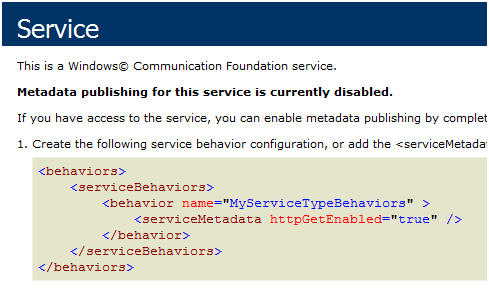 Service
This is a Windows© Communication Foundation service.
Metadata publishing for this service is currently disabled.
If you have access to the service, you can enable metadata publishing by complet
1. Create the following service behavior configuration, or add the <serviceMetada
<behaviors>
<serviceBehaviors>
<behavior name="MyServiceTypeBehaviors" >
<serviceMetadata httpGetEnabled="true" />
</behavior>
</serviceBehaviors>
</behaviors>